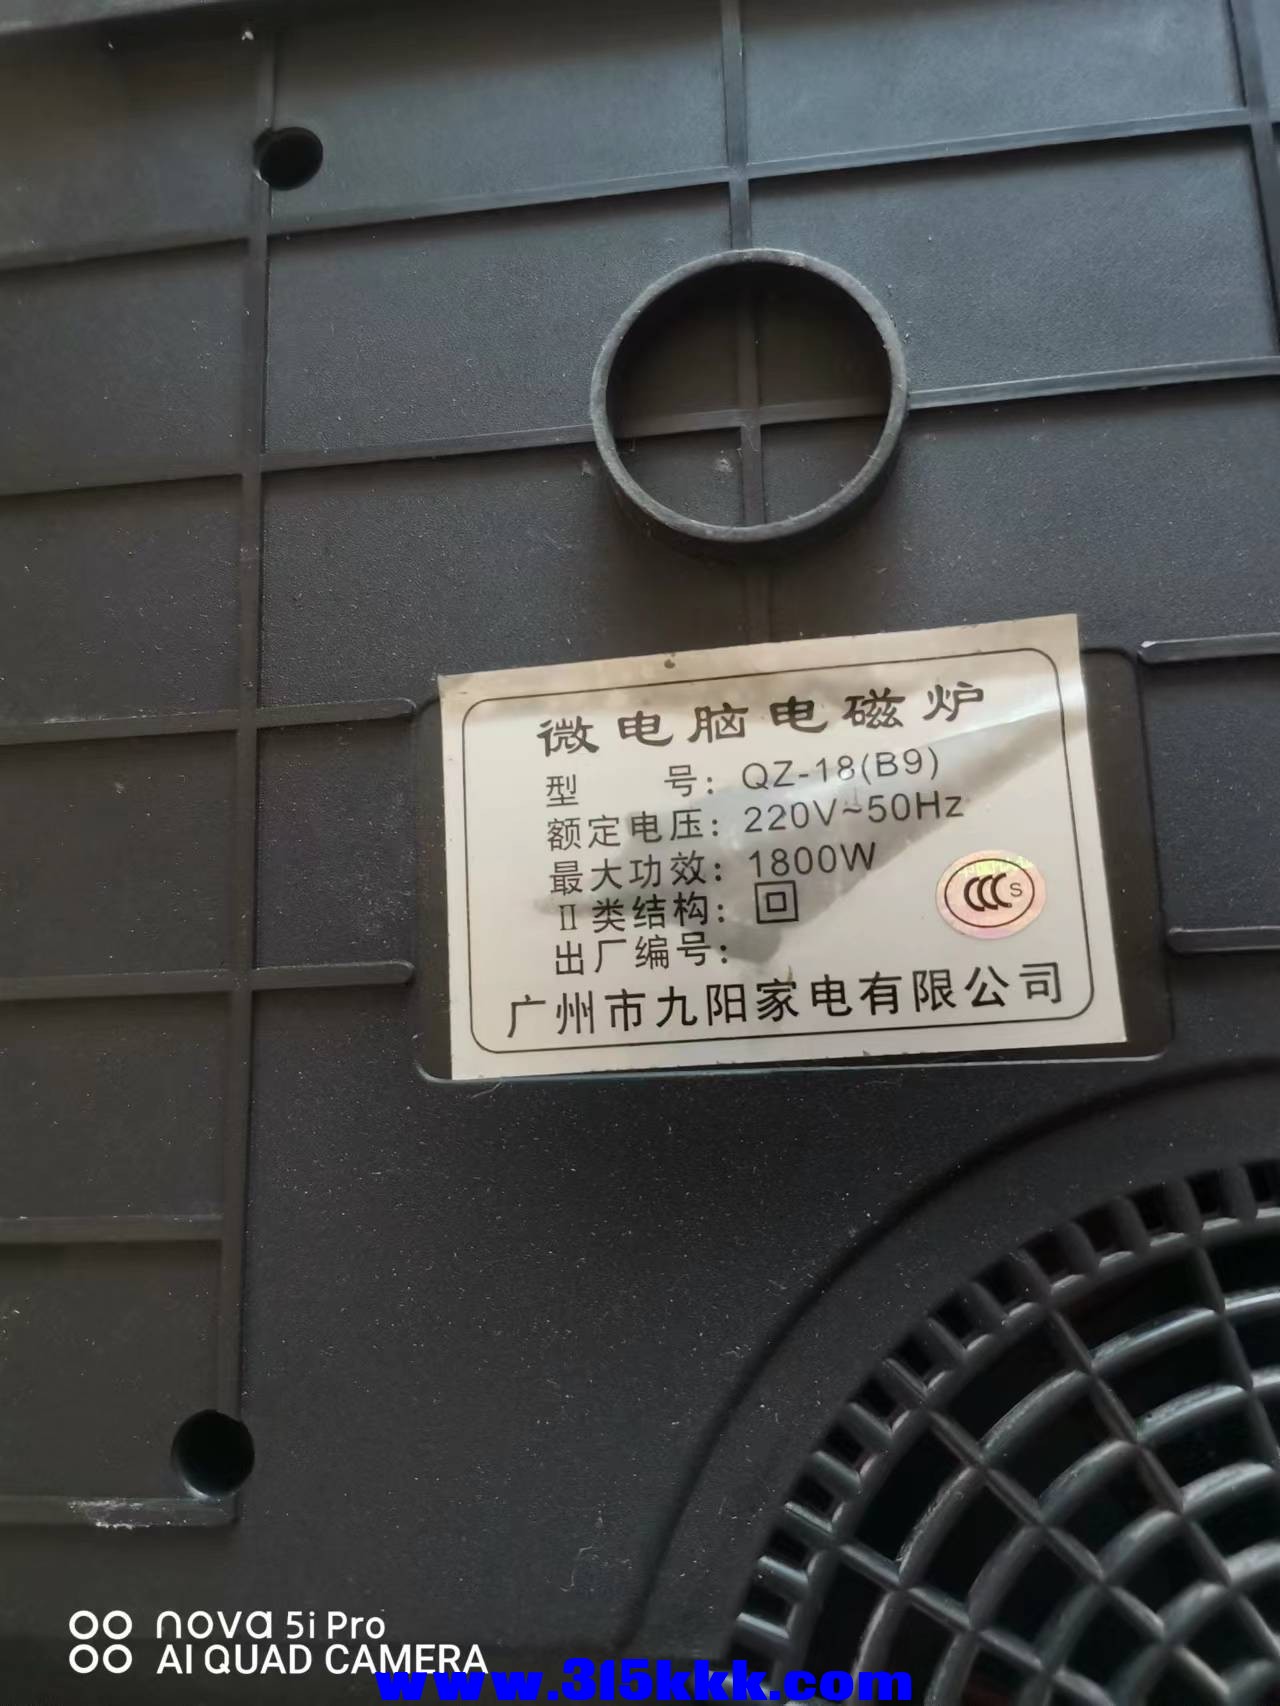 微电脑电磁炉
型 号：QZ-18(B9)
额定电压：220V~50Hz
最大功效：1800W
Ⅱ类结构：回
出厂编号：
CCC S
广州市九阳家电有限公司
nova 5i Pro
AI QUAD CAMERA
www.315kkk.com